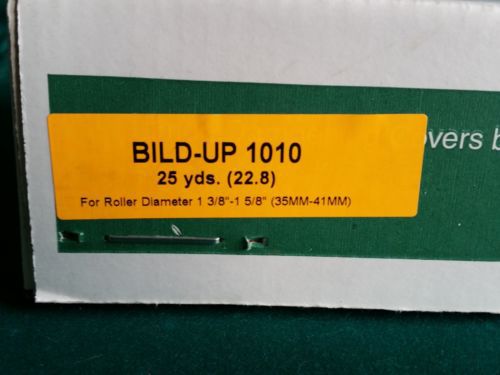 BILD-UP 1010
25 yds. (22.8)
For Roller Diameter 1 3/8"-1 5/8" (35MM-41MM)
overs b